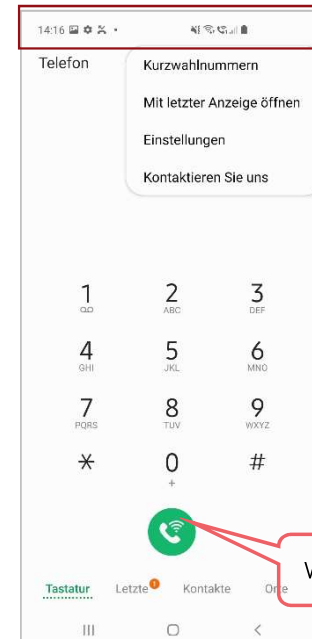 14:16
Telefon
Kurzwahlnummern
Mit letzter Anzeige öffnen
Einstellungen
Kontaktieren Sie uns
1 2 3
ABC DEF
4 5 6
GHI JKL MNO
7 8 9
PQRS TUV WXYZ
* 0 #
+
Tastatur Letzte Kontakte